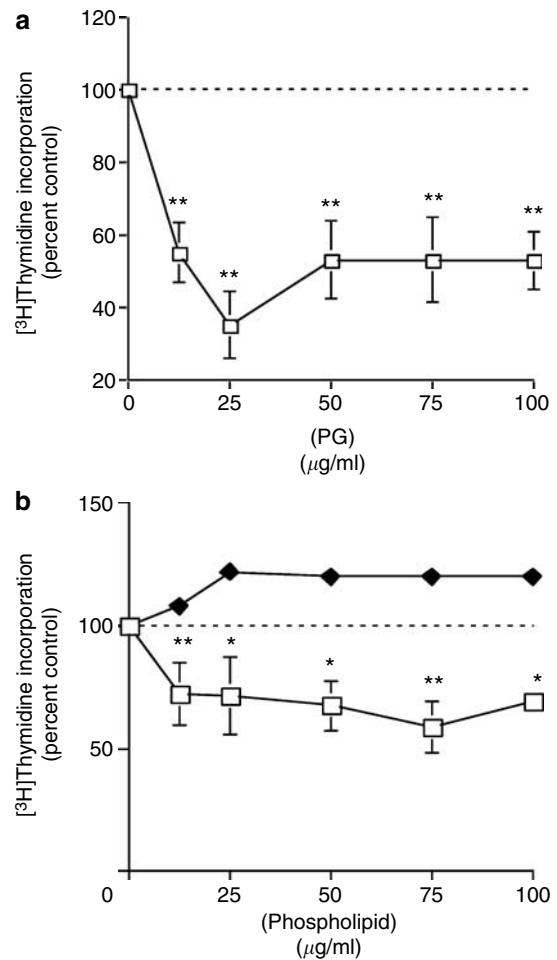 a
[³H]Thymidine incorporation
(percent control)
120
100
80
60
40
20
**
**
**
**
**
0 25 50 75 100
(PG)
(μg/ml)
b
[³H]Thymidine incorporation
(percent control)
150
100
50
0
**
*
*
**
*
25 50 75 100
(Phospholipid)
(μg/ml)